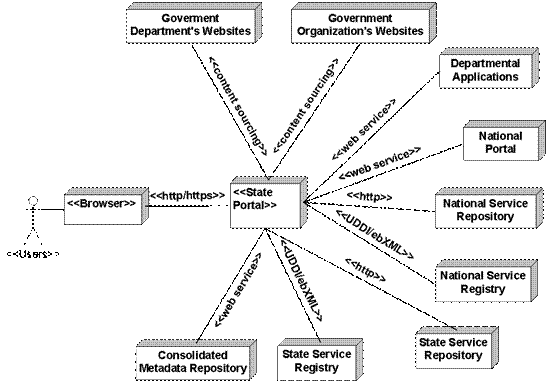 Goverment
Department's Websites
Government
Organization's Websites
Departmental
Applications
<<content sourcing>>
<<content sourcing>>
<<web service>>
National
Portal
<<web service>>
<<Browser>>
<<http/https>>
<<State
Portal>>
<<http>>
National Service
Repository
<<UDDI/ebXML>>
<<Users>>
National Service
Registry
<<web service>>
<<UDDI/ebXML>>
<<http>>
Consolidated
Metadata Repository
State Service
Registry
State Service
Repository